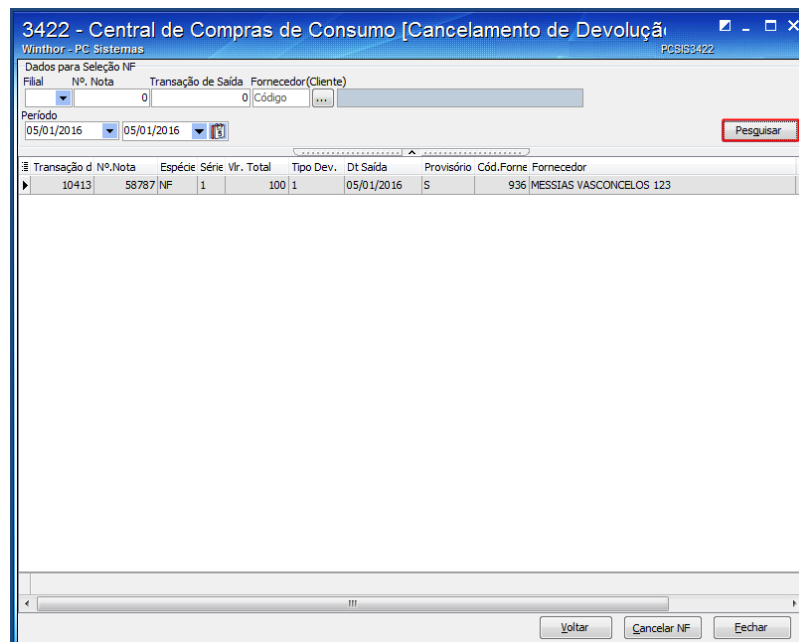 3422 - Central de Compras de Consumo [Cancelamento de Devoluçã
Winthor - PC Sistemas PCSIS3422
Dados para Seleção NF
Filial Nº. Nota Transação de Saída Fornecedor(Cliente)
0 0 Código ...
Período
05/01/2016 05/01/2016 5 Pesquisar
Transação d Nº.Nota Espécie Série Vlr. Total Tipo Dev. Dt Saída Provisório Cód.Forne Fornecedor
10413 58787 NF 1 100 1 05/01/2016 S 936 MESSIAS VASCONCELOS 123
Voltar Cancelar NF Fechar